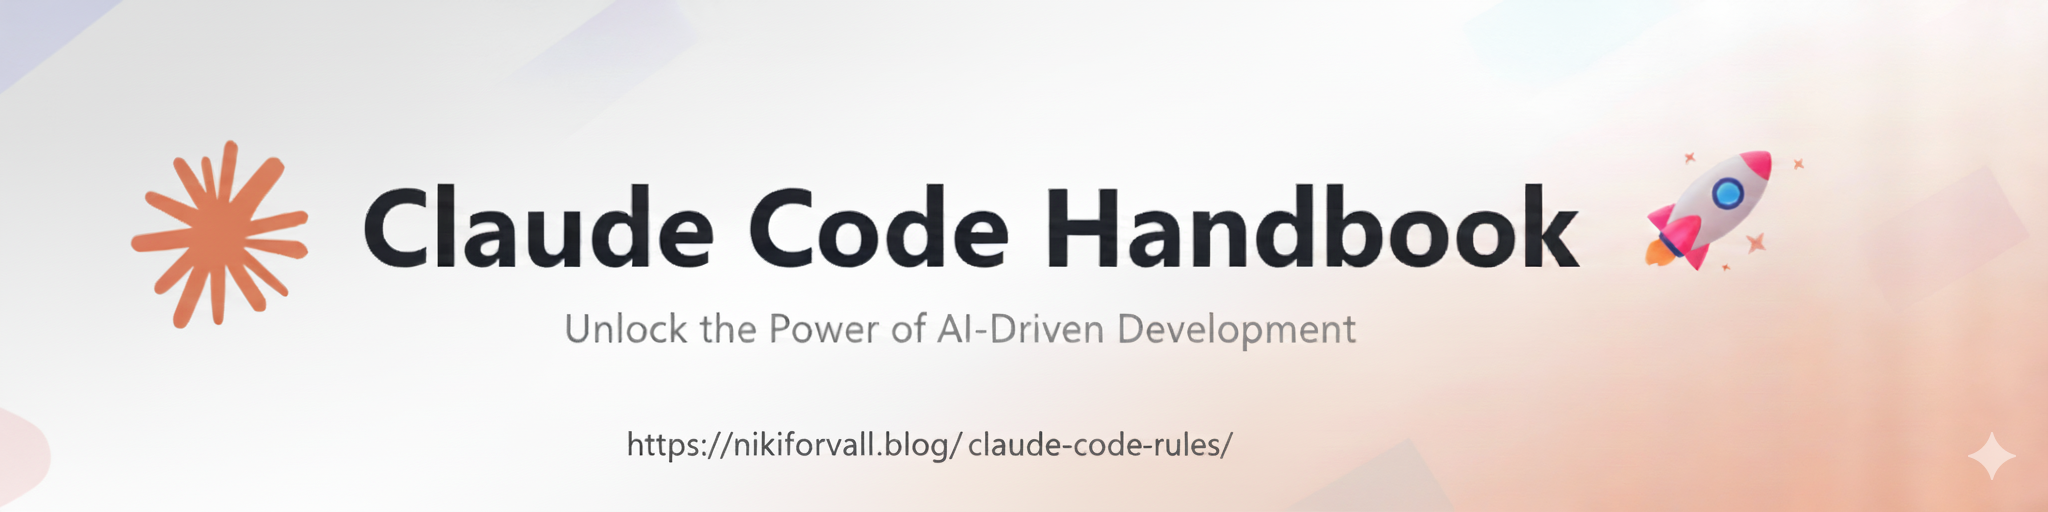 Claude Code Handbook
Unlock the Power of AI-Driven Development
https://nikiforvall.blog/claude-code-rules/